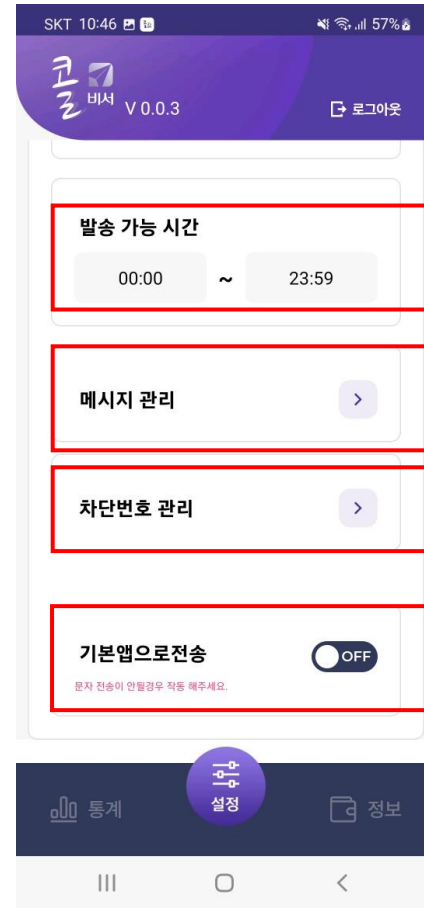 SKT 10:46 57%
콜
비서 V 0.0.3 로그아웃
발송 가능 시간
00:00 ~ 23:59
메시지 관리
차단번호 관리
기본앱으로전송 OFF
문자 전송이 안될경우 작동 해주세요.
통계 설정 정보